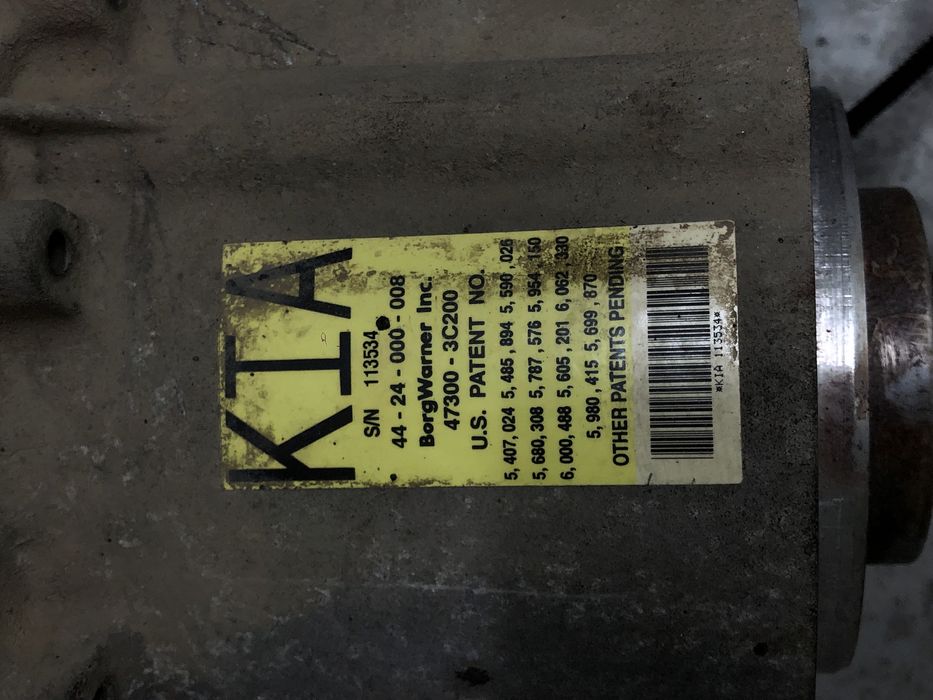 KIA
S/N 113534
44 - 24 - 000 - 008
BorgWarner Inc.
47300 - 3C200
U.S. PATENT NO.
5, 407, 024 5, 485, 894 5, 590, 026
5, 680, 308 5, 787, 576 5, 954, 150
6, 000, 488 5, 605, 201 6, 062, 330
5, 980, 415 5, 699, 870
OTHER PATENTS PENDING
*KIA 113534*